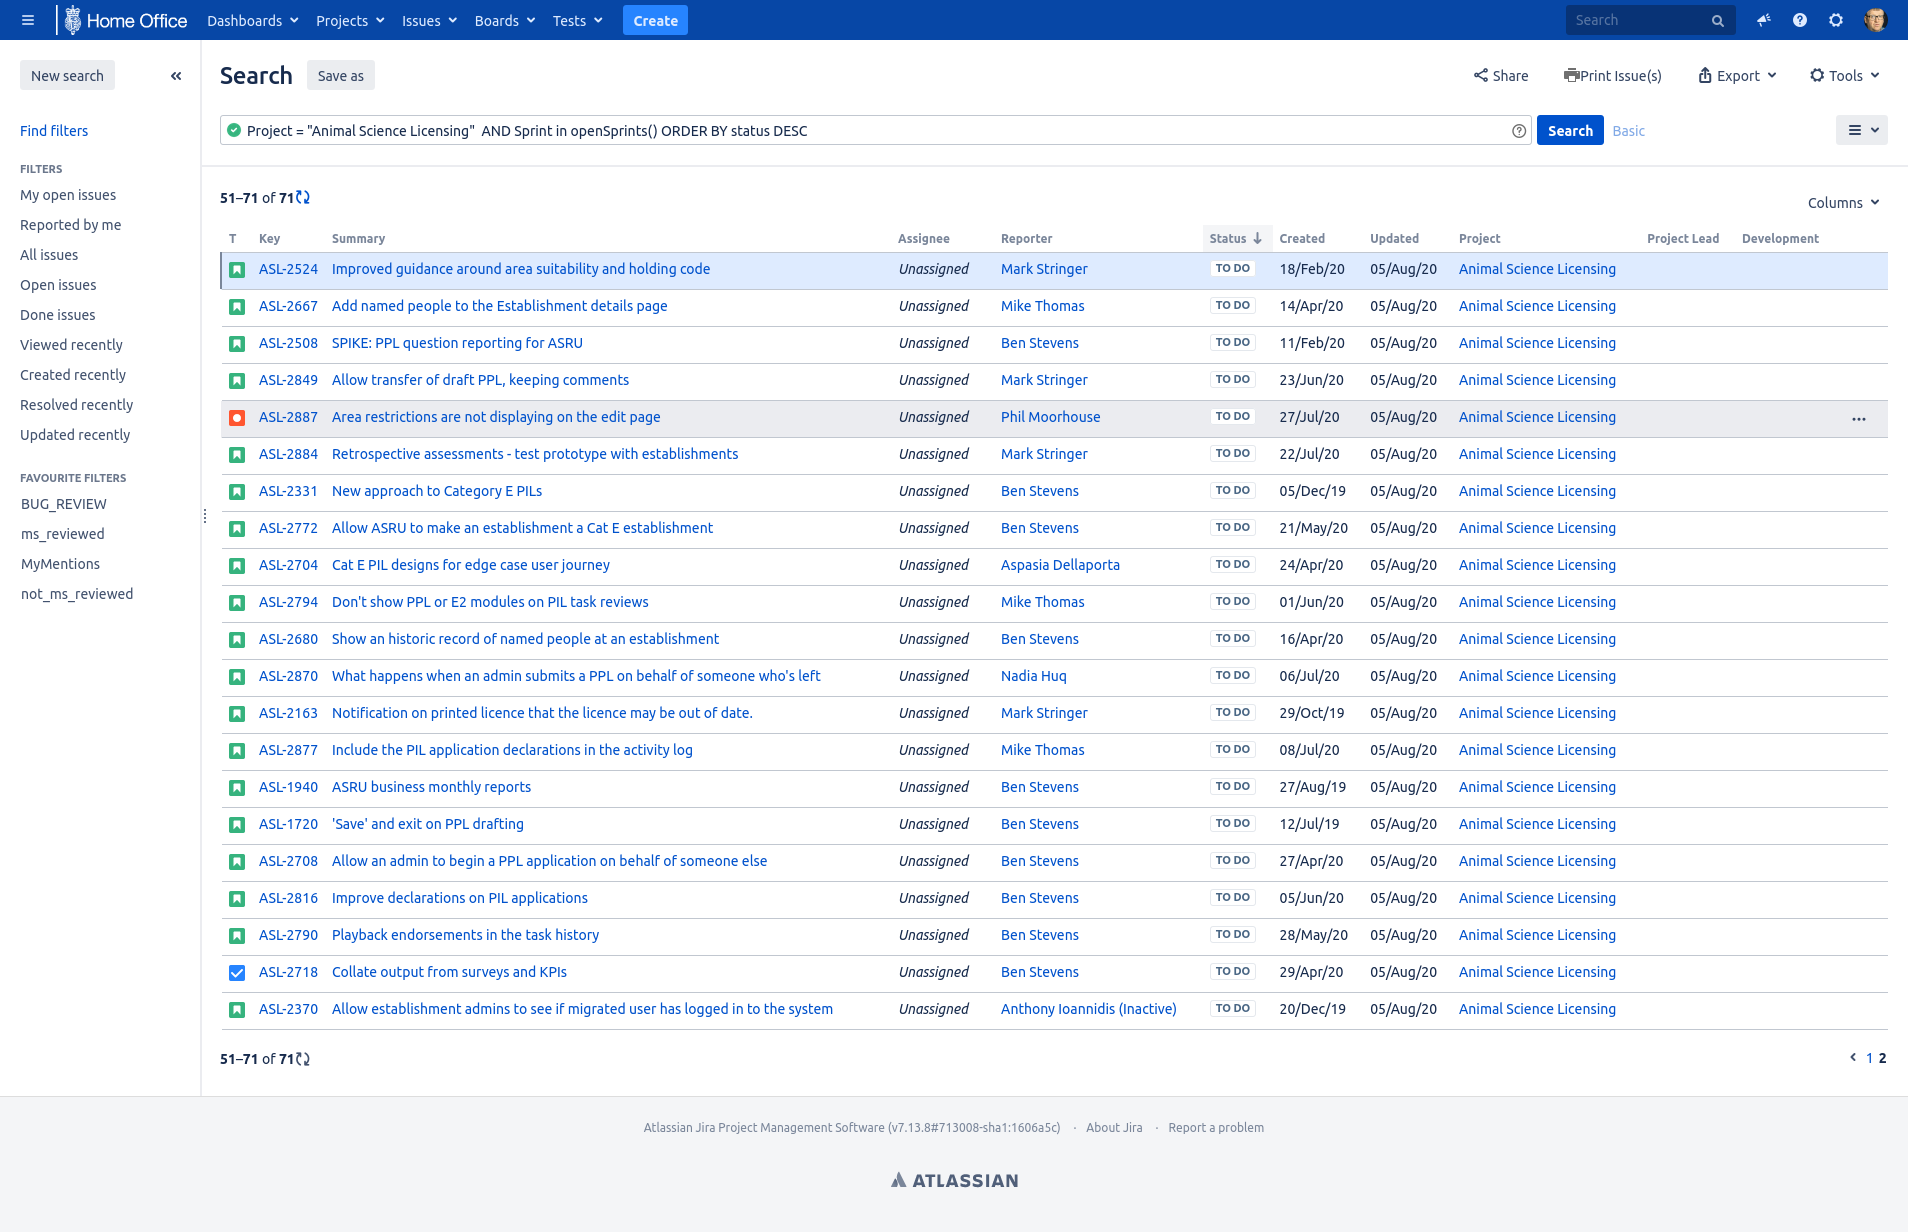 Home Office Dashboards Projects Issues Boards Tests Create Search
New search
Find filters
FILTERS
My open issues
Reported by me
All issues
Open issues
Done issues
Viewed recently
Created recently
Resolved recently
Updated recently
FAVOURITE FILTERS
BUG_REVIEW
ms_reviewed
MyMentions
not_ms_reviewed
Search Save as Share Print Issue(s) Export Tools
Project = "Animal Science Licensing"  AND Sprint in openSprints() ORDER BY status DESC Search Basic
51–71 of 71 Columns
T Key Summary Assignee Reporter Status Created Updated Project Project Lead Development
ASL-2524 Improved guidance around area suitability and holding code Unassigned Mark Stringer TO DO 18/Feb/20 05/Aug/20 Animal Science Licensing
ASL-2667 Add named people to the Establishment details page Unassigned Mike Thomas TO DO 14/Apr/20 05/Aug/20 Animal Science Licensing
ASL-2508 SPIKE: PPL question reporting for ASRU Unassigned Ben Stevens TO DO 11/Feb/20 05/Aug/20 Animal Science Licensing
ASL-2849 Allow transfer of draft PPL, keeping comments Unassigned Mark Stringer TO DO 23/Jun/20 05/Aug/20 Animal Science Licensing
ASL-2887 Area restrictions are not displaying on the edit page Unassigned Phil Moorhouse TO DO 27/Jul/20 05/Aug/20 Animal Science Licensing
ASL-2884 Retrospective assessments - test prototype with establishments Unassigned Mark Stringer TO DO 22/Jul/20 05/Aug/20 Animal Science Licensing
ASL-2331 New approach to Category E PILs Unassigned Ben Stevens TO DO 05/Dec/19 05/Aug/20 Animal Science Licensing
ASL-2772 Allow ASRU to make an establishment a Cat E establishment Unassigned Ben Stevens TO DO 21/May/20 05/Aug/20 Animal Science Licensing
ASL-2704 Cat E PIL designs for edge case user journey Unassigned Aspasia Dellaporta TO DO 24/Apr/20 05/Aug/20 Animal Science Licensing
ASL-2794 Don't show PPL or E2 modules on PIL task reviews Unassigned Mike Thomas TO DO 01/Jun/20 05/Aug/20 Animal Science Licensing
ASL-2680 Show an historic record of named people at an establishment Unassigned Ben Stevens TO DO 16/Apr/20 05/Aug/20 Animal Science Licensing
ASL-2870 What happens when an admin submits a PPL on behalf of someone who's left Unassigned Nadia Huq TO DO 06/Jul/20 05/Aug/20 Animal Science Licensing
ASL-2163 Notification on printed licence that the licence may be out of date. Unassigned Mark Stringer TO DO 29/Oct/19 05/Aug/20 Animal Science Licensing
ASL-2877 Include the PIL application declarations in the activity log Unassigned Mike Thomas TO DO 08/Jul/20 05/Aug/20 Animal Science Licensing
ASL-1940 ASRU business monthly reports Unassigned Ben Stevens TO DO 27/Aug/19 05/Aug/20 Animal Science Licensing
ASL-1720 'Save' and exit on PPL drafting Unassigned Ben Stevens TO DO 12/Jul/19 05/Aug/20 Animal Science Licensing
ASL-2708 Allow an admin to begin a PPL application on behalf of someone else Unassigned Ben Stevens TO DO 27/Apr/20 05/Aug/20 Animal Science Licensing
ASL-2816 Improve declarations on PIL applications Unassigned Ben Stevens TO DO 05/Jun/20 05/Aug/20 Animal Science Licensing
ASL-2790 Playback endorsements in the task history Unassigned Ben Stevens TO DO 28/May/20 05/Aug/20 Animal Science Licensing
ASL-2718 Collate output from surveys and KPIs Unassigned Ben Stevens TO DO 29/Apr/20 05/Aug/20 Animal Science Licensing
ASL-2370 Allow establishment admins to see if migrated user has logged in to the system Unassigned Anthony Ioannidis (Inactive) TO DO 20/Dec/19 05/Aug/20 Animal Science Licensing
51–71 of 71 1 2
Atlassian Jira Project Management Software (v7.13.8#713008-sha1:1606a5c) · About Jira · Report a problem
ATLASSIAN